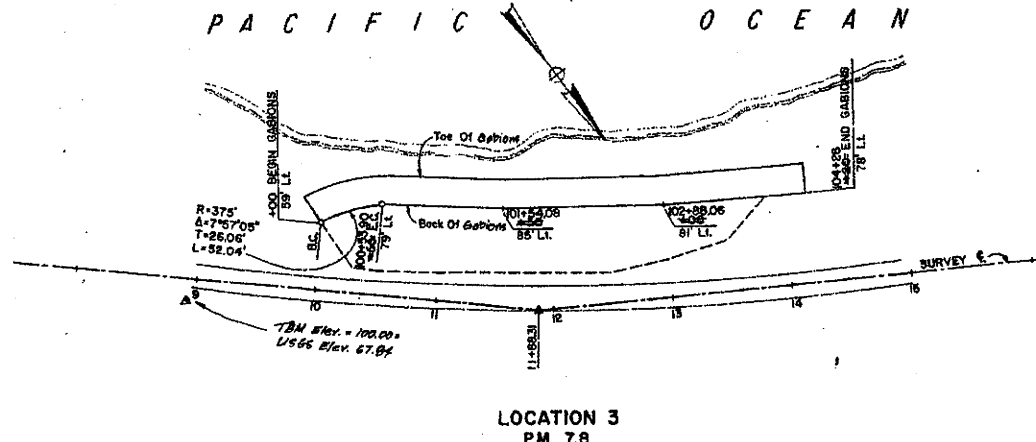 PACIFIC OCEAN
+00 BEGIN GABIONS
59' Lt.
Toe Of Gabions
104+26
END GABIONS
78' Lt.
R=375'
Δ=7°57'05"
T=26.06'
L=52.04'
B.C.
100+53.90
E.C.
79' Lt.
Back Of Gabions
101+54.08
85' Lt.
102+88.06
81' Lt.
SURVEY ℄
9
10
11
12
13
14
15
TBM Elev. = 100.00 =
USGS Elev. 67.84
11+88.31
LOCATION 3
PM 7.8